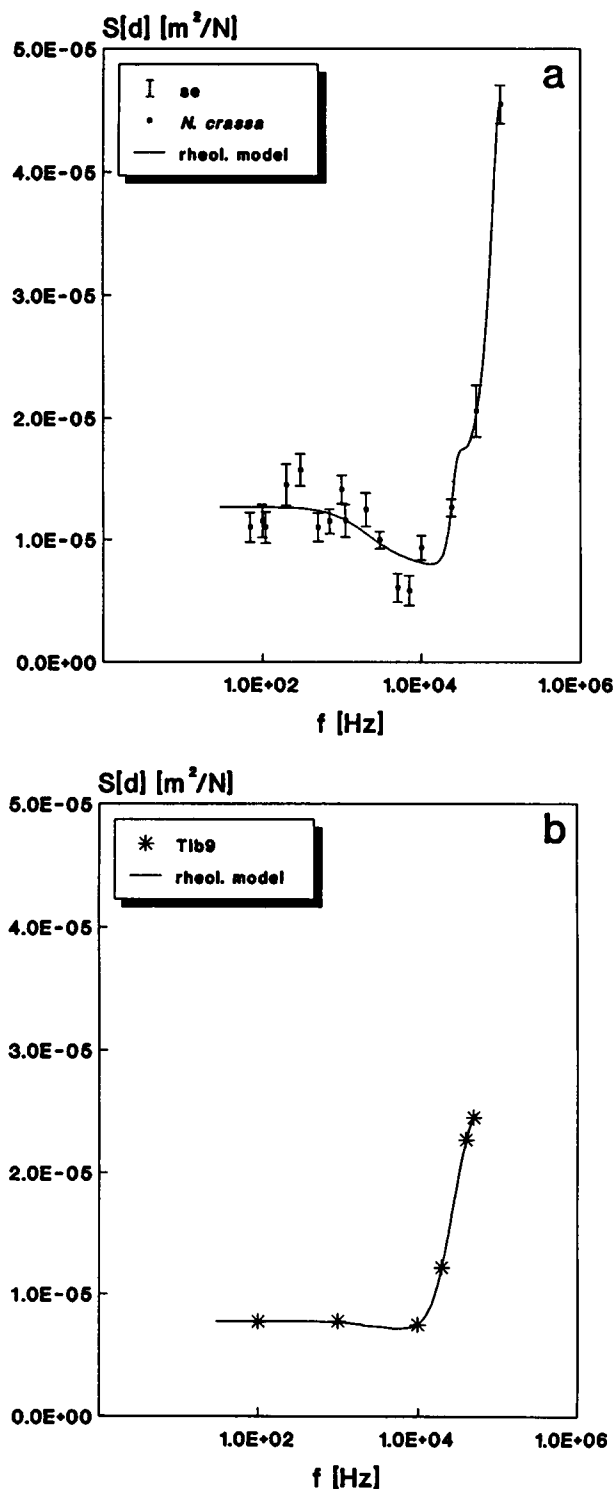 S[d] [m²/N]
5.0E-05
a
se
N. crassa
rheol. model
4.0E-05
3.0E-05
2.0E-05
1.0E-05
0.0E+00
1.0E+02 1.0E+04 1.0E+06
f [Hz]
S[d] [m²/N]
5.0E-05
b
Tlb9
rheol. model
4.0E-05
3.0E-05
2.0E-05
1.0E-05
0.0E+00
1.0E+02 1.0E+04 1.0E+06
f [Hz]